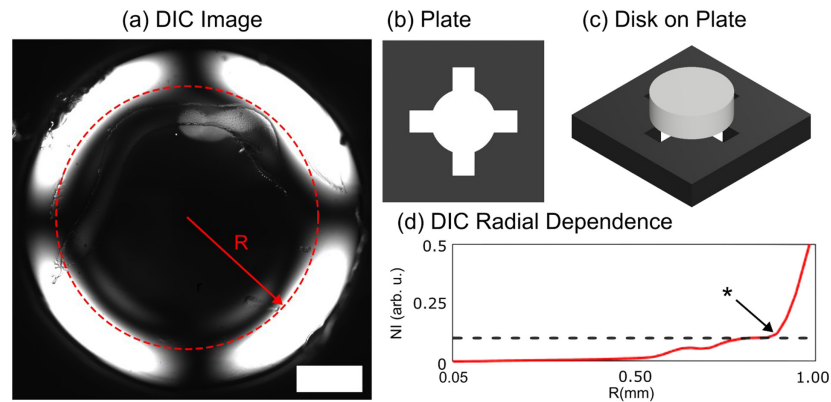 (a) DIC Image
(b) Plate
(c) Disk on Plate
R
(d) DIC Radial Dependence
NI (arb. u.)
0.5
0.25
0
*
0.05
0.50
1.00
R(mm)